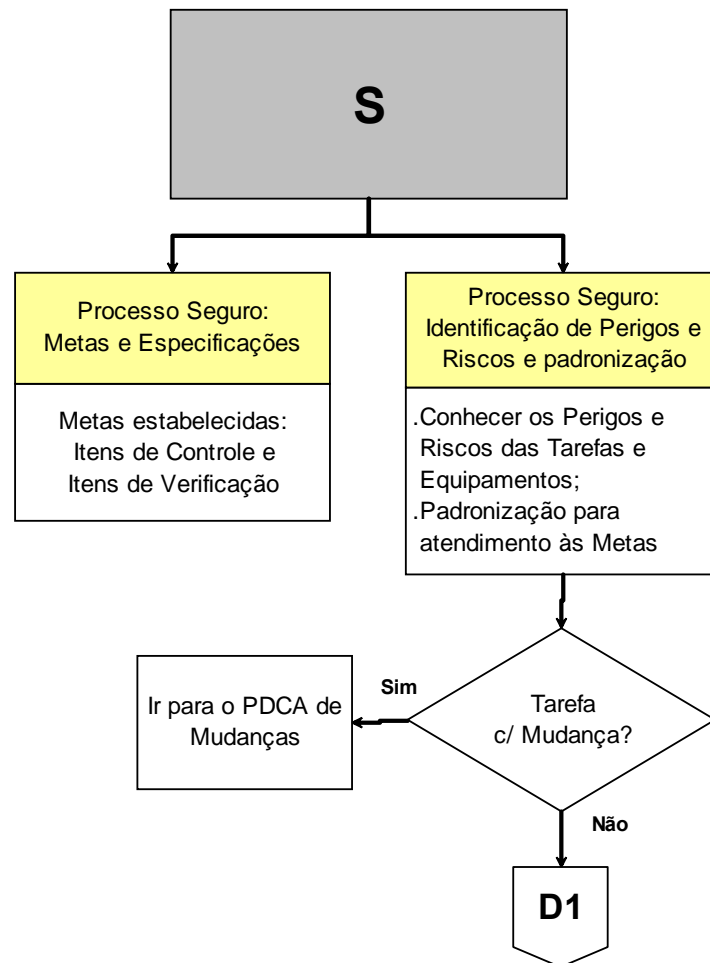 S
Processo Seguro:
Metas e Especificações
Metas estabelecidas:
Itens de Controle e
Itens de Verificação
Processo Seguro:
Identificação de Perigos e
Riscos e padronização
.Conhecer os Perigos e
Riscos das Tarefas e
Equipamentos;
.Padronização para
atendimento às Metas
Tarefa
c/ Mudança?
Sim
Ir para o PDCA de
Mudanças
Não
D1